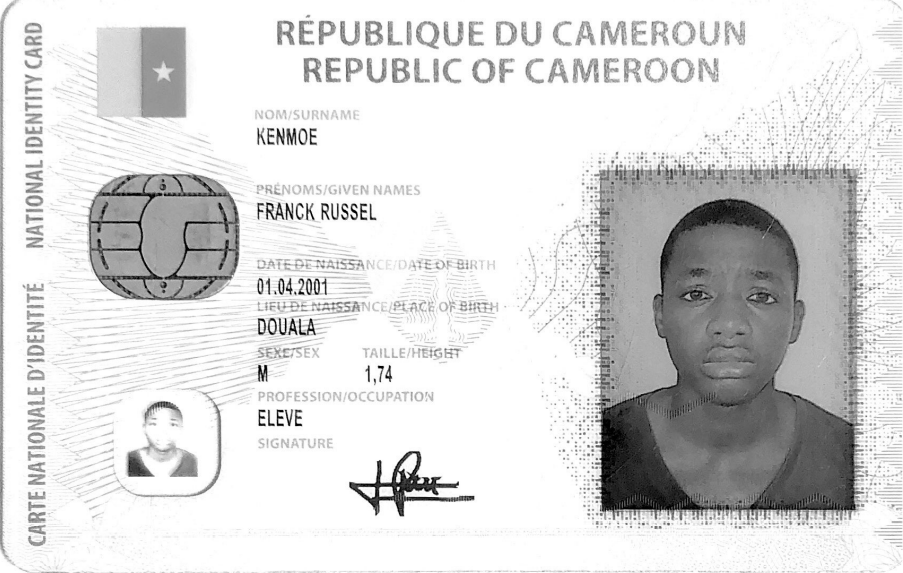 RÉPUBLIQUE DU CAMEROUN
REPUBLIC OF CAMEROON
CARTE NATIONALE D'IDENTITÉ NATIONAL IDENTITY CARD
NOM/SURNAME
KENMOE
PRÉNOMS/GIVEN NAMES
FRANCK RUSSEL
DATE DE NAISSANCE/DATE OF BIRTH
01.04.2001
LIEU DE NAISSANCE/PLACE OF BIRTH
DOUALA
SEXE/SEX TAILLE/HEIGHT
M 1,74
PROFESSION/OCCUPATION
ELEVE
SIGNATURE